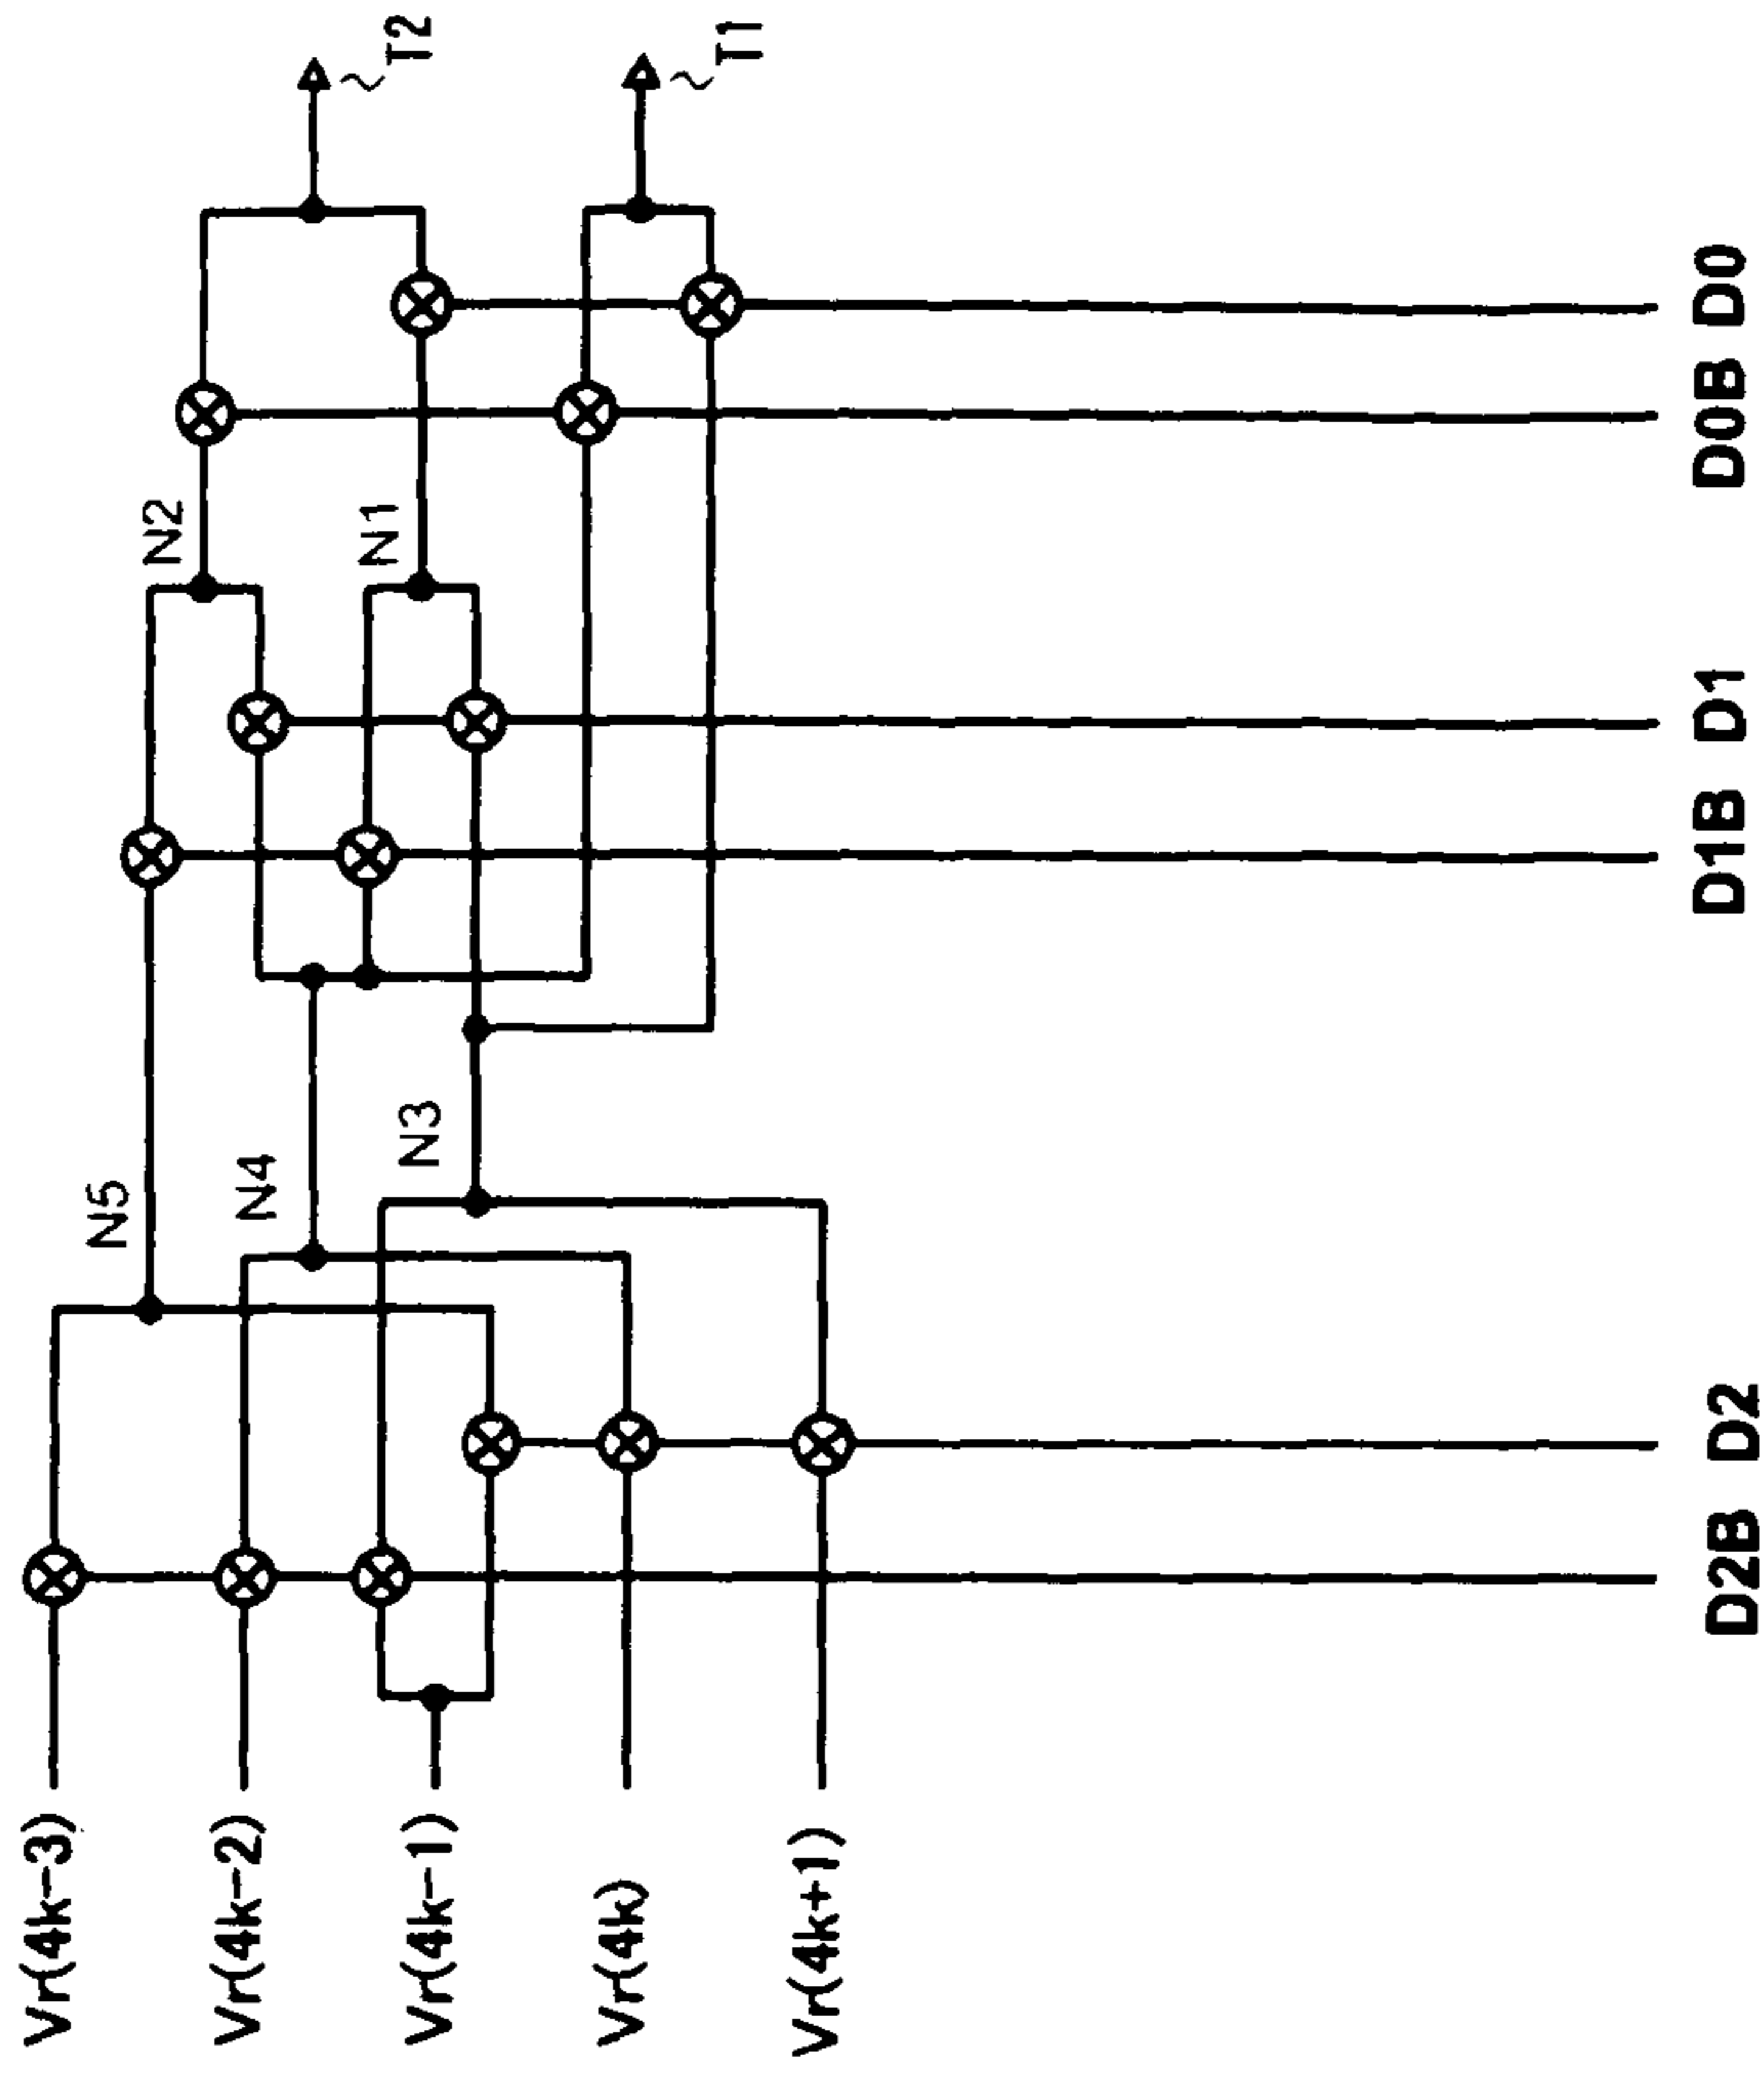 Vr(4k-3)
Vr(4k-2)
Vr(4k-1)
Vr(4k)
Vr(4k+1)
N5
N4
N3
N2
N1
T2
T1
D2B
D2
D1B
D1
D0B
D0